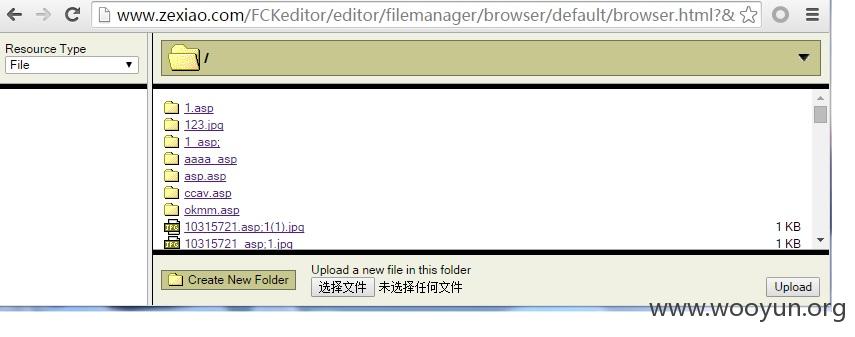 www.zexiao.com/FCKeditor/editor/filemanager/browser/default/browser.html?&
Resource Type
File
/
1.asp
123.jpg
1_asp;
aaaa_asp
asp.asp
ccav.asp
okmm.asp
10315721.asp;1(1).jpg 1 KB
10315721_asp;1.jpg 1 KB
Create New Folder
Upload a new file in this folder
选择文件 未选择任何文件
Upload
www.wooyun.org